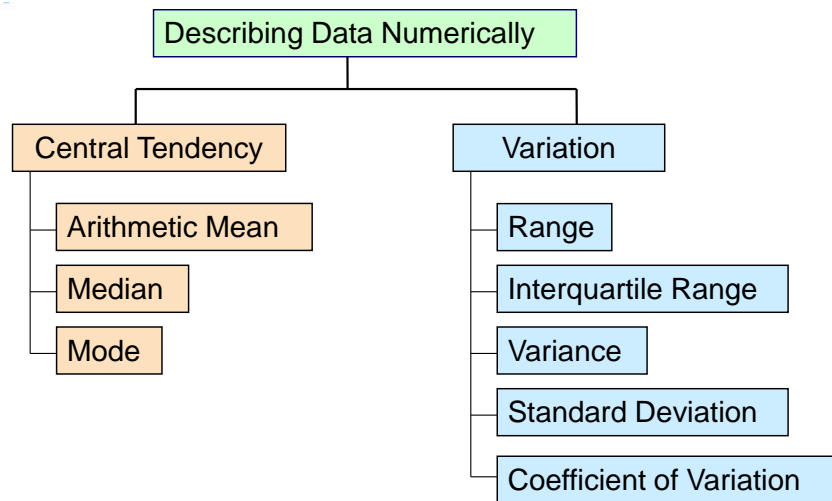 Describing Data Numerically
Central Tendency
Arithmetic Mean
Median
Mode
Variation
Range
Interquartile Range
Variance
Standard Deviation
Coefficient of Variation